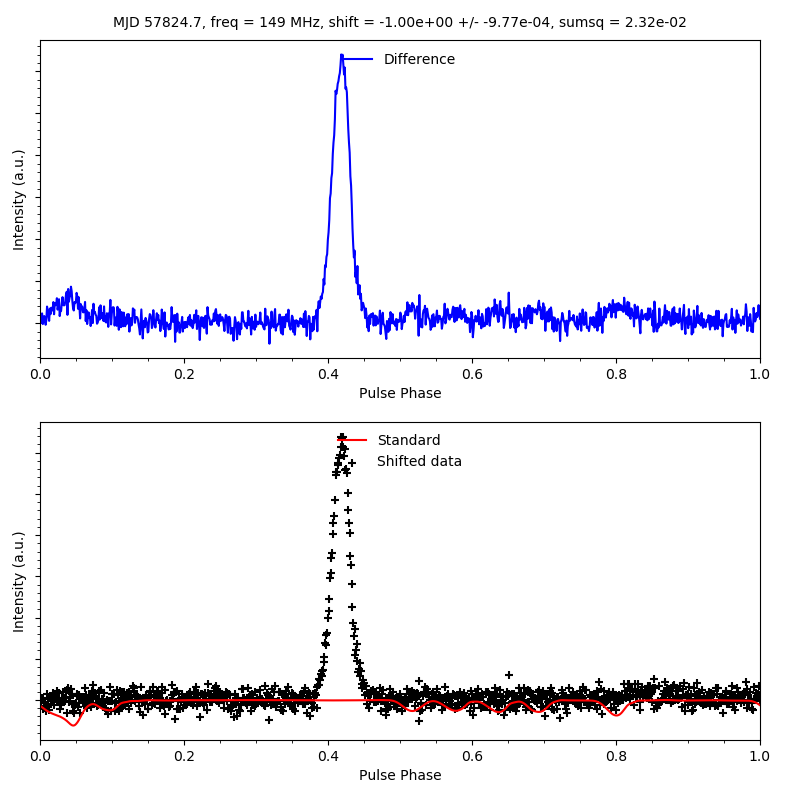 MJD 57824.7, freq = 149 MHz, shift = -1.00e+00 +/- -9.77e-04, sumsq = 2.32e-02
Difference
Intensity (a.u.)
0.0 0.2 0.4 0.6 0.8 1.0
Pulse Phase
Standard
Shifted data
Intensity (a.u.)
0.0 0.2 0.4 0.6 0.8 1.0
Pulse Phase